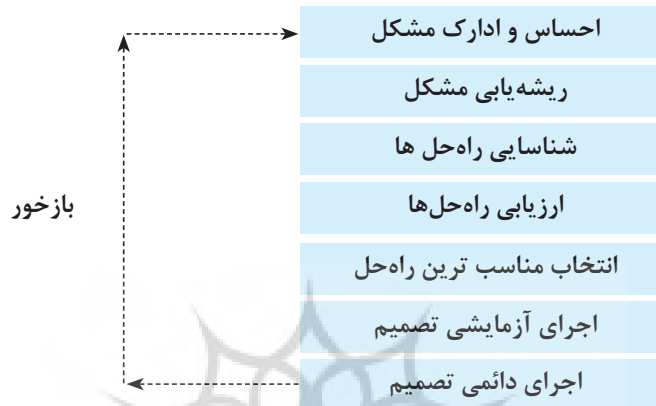 احساس و ادارک مشکل
ریشه‌یابی مشکل
شناسایی راه‌حل ها
ارزیابی راه‌حل‌ها
بازخور
انتخاب مناسب ترین راه‌حل
اجرای آزمایشی تصمیم
اجرای دائمی تصمیم